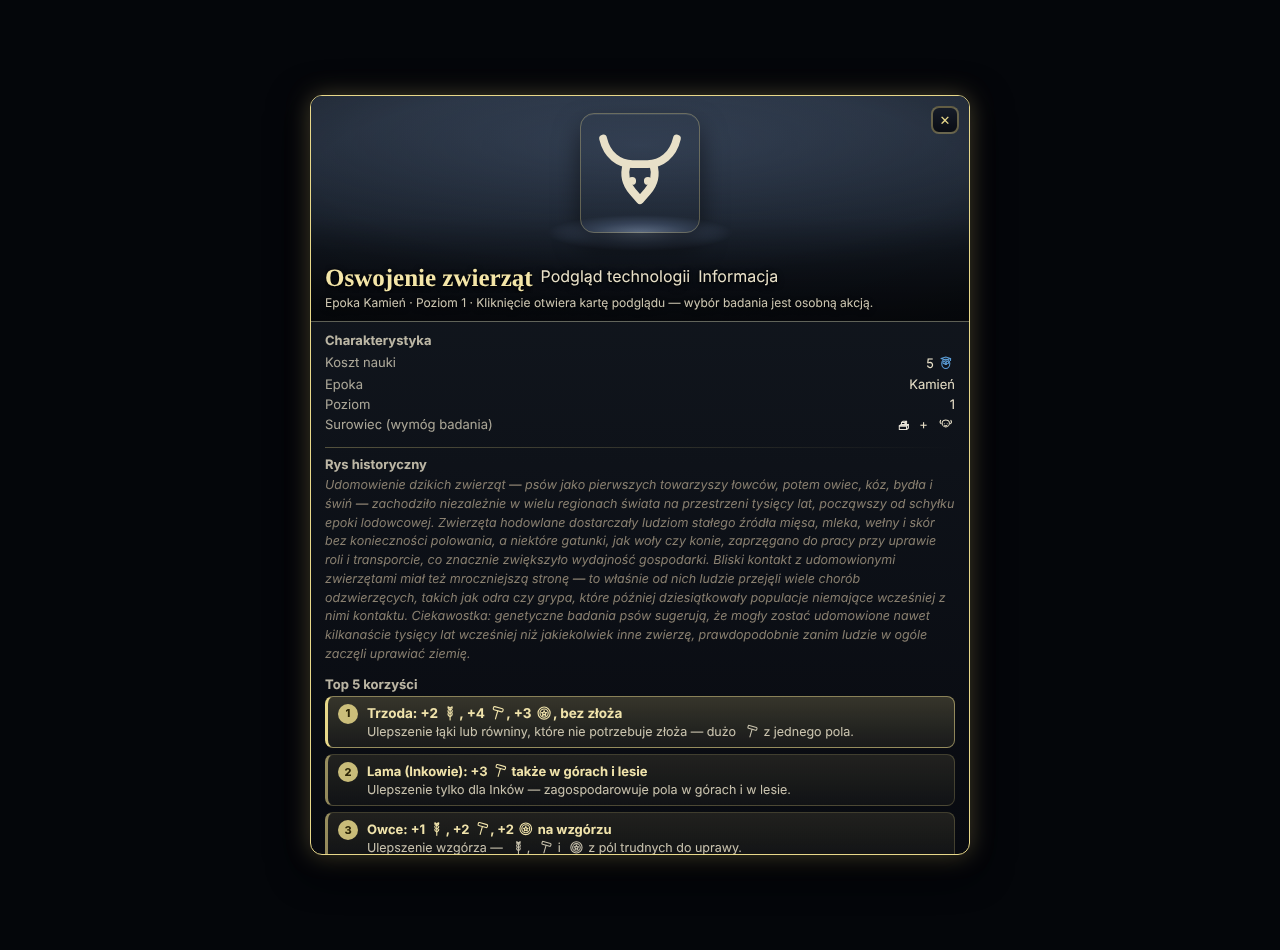 ×
Oswojenie zwierząt Podgląd technologii Informacja
Epoka Kamień · Poziom 1 · Kliknięcie otwiera kartę podglądu — wybór badania jest osobną akcją.
Charakterystyka
Koszt nauki 5
Epoka Kamień
Poziom 1
Surowiec (wymóg badania) +
Rys historyczny
Udomowienie dzikich zwierząt — psów jako pierwszych towarzyszy łowców, potem owiec, kóz, bydła i
świń — zachodziło niezależnie w wielu regionach świata na przestrzeni tysięcy lat, począwszy od schyłku
epoki lodowcowej. Zwierzęta hodowlane dostarczały ludziom stałego źródła mięsa, mleka, wełny i skór
bez konieczności polowania, a niektóre gatunki, jak woły czy konie, zaprzęgano do pracy przy uprawie
roli i transporcie, co znacznie zwiększyło wydajność gospodarki. Bliski kontakt z udomowionymi
zwierzętami miał też mroczniejszą stronę — to właśnie od nich ludzie przejęli wiele chorób
odzwierzęcych, takich jak odra czy grypa, które później dziesiątkowały populacje niemające wcześniej z
nimi kontaktu. Ciekawostka: genetyczne badania psów sugerują, że mogły zostać udomowione nawet
kilkanaście tysięcy lat wcześniej niż jakiekolwiek inne zwierzę, prawdopodobnie zanim ludzie w ogóle
zaczęli uprawiać ziemię.
Top 5 korzyści
1 Trzoda: +2 , +4 , +3 , bez złoża
Ulepszenie łąki lub równiny, które nie potrzebuje złoża — dużo z jednego pola.
2 Lama (Inkowie): +3 także w górach i lesie
Ulepszenie tylko dla Inków — zagospodarowuje pola w górach i w lesie.
3 Owce: +1 , +2 , +2 na wzgórzu
Ulepszenie wzgórza — , i z pól trudnych do uprawy.